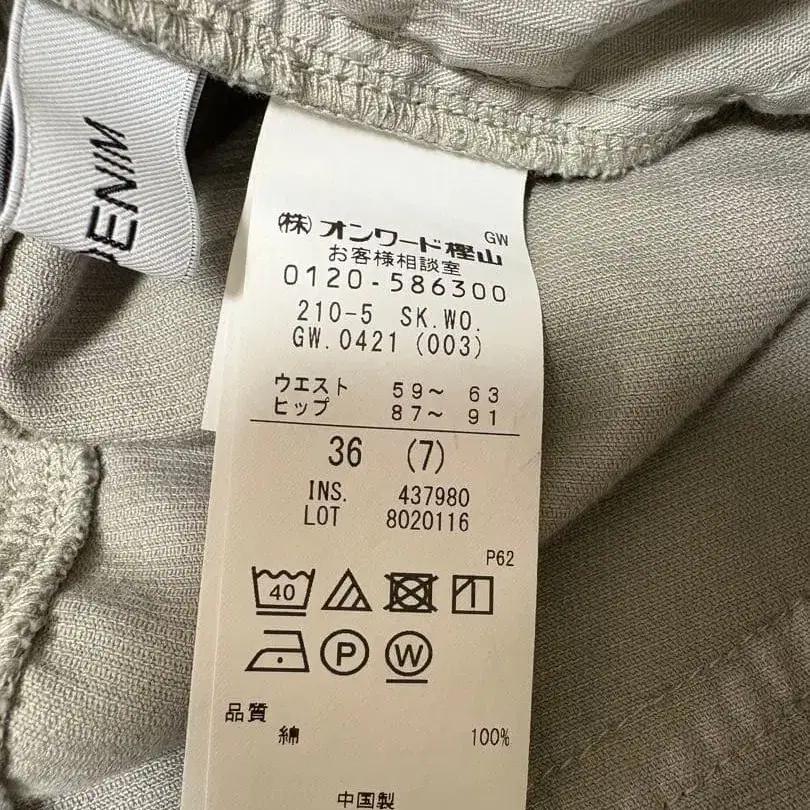 DENIM
GW
(株)オンワード樫山
お客様相談室
0120-586300
210-5 SK.WO.
GW.0421 (003)
ウエスト 59〜 63
ヒップ 87〜 91
36 (7)
INS. 437980
LOT 8020116
P62
40
P W
品質
綿 100%
中国製